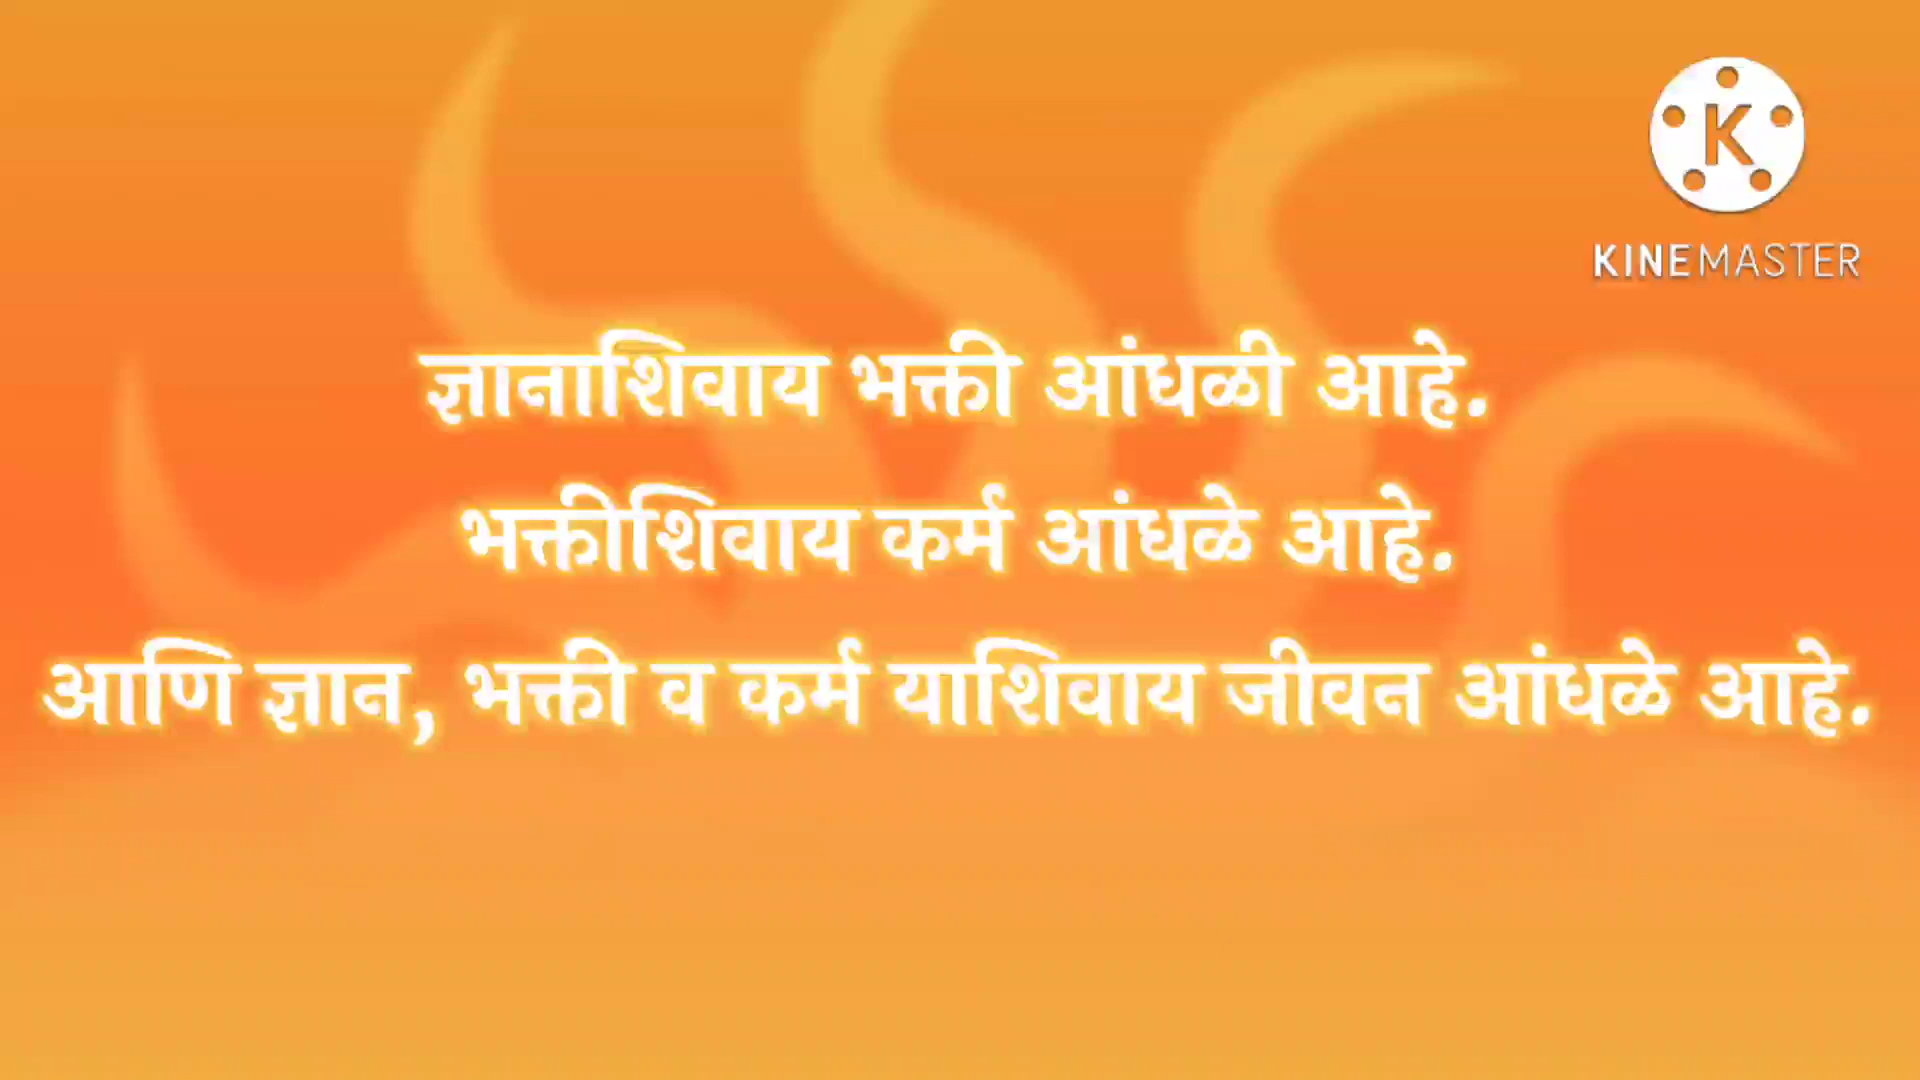 KINEMASTER
ज्ञानाशिवाय भक्ती आंधळी आहे.
भक्तीशिवाय कर्म आंधळे आहे.
आणि ज्ञान, भक्ती व कर्म याशिवाय जीवन आंधळे आहे.